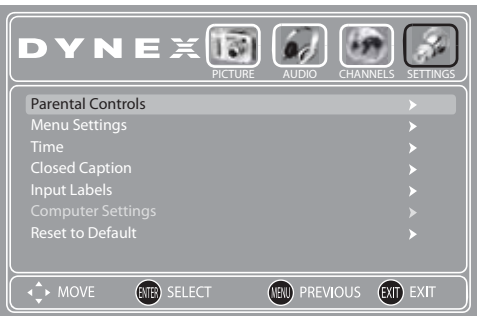 DYNEX
PICTURE AUDIO CHANNELS SETTINGS
Parental Controls
Menu Settings
Time
Closed Caption
Input Labels
Computer Settings
Reset to Default
MOVE ENTER SELECT MENU PREVIOUS EXIT EXIT